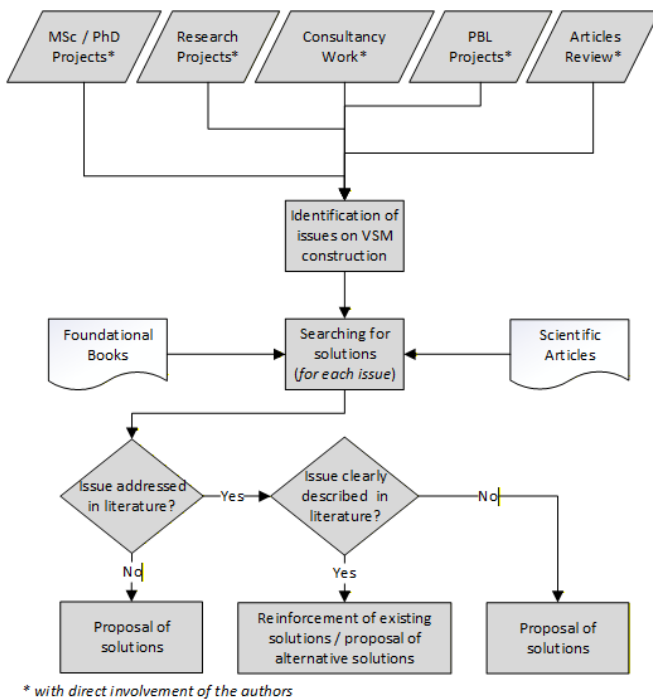 MSc / PhD
Projects*
Research
Projects*
Consultancy
Work*
PBL
Projects*
Articles
Review*
Identification of
issues on VSM
construction
Foundational
Books
Searching for
solutions
(for each issue)
Scientific
Articles
Issue addressed
in literature?
Yes
Issue clearly
described in
literature?
No
No
Yes
Proposal of
solutions
Reinforcement of existing
solutions / proposal of
alternative solutions
Proposal of
solutions
* with direct involvement of the authors